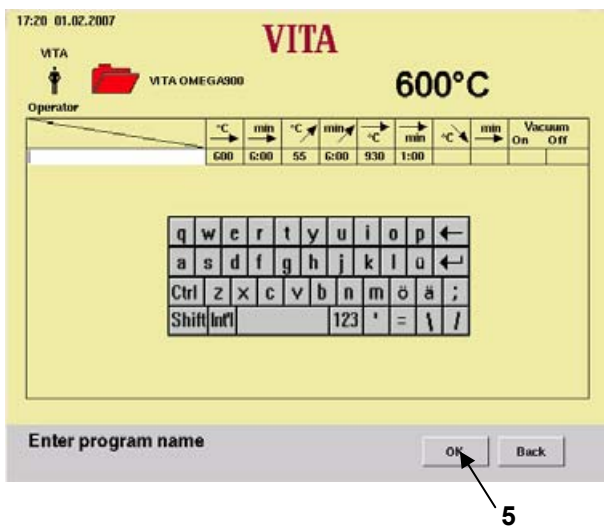 17:20 01.02.2007
VITA
VITA
VITA OMEGA900
600°C
Operator
°C min °C min °C min °C min Vacuum
On Off
600 6:00 55 6:00 930 1:00
q w e r t y u i o p ←
a s d f g h j k l ü ↵
Ctrl z x c v b n m ö ä ;
Shift Int'l 123 ' = \ /
Enter program name
OK Back
5